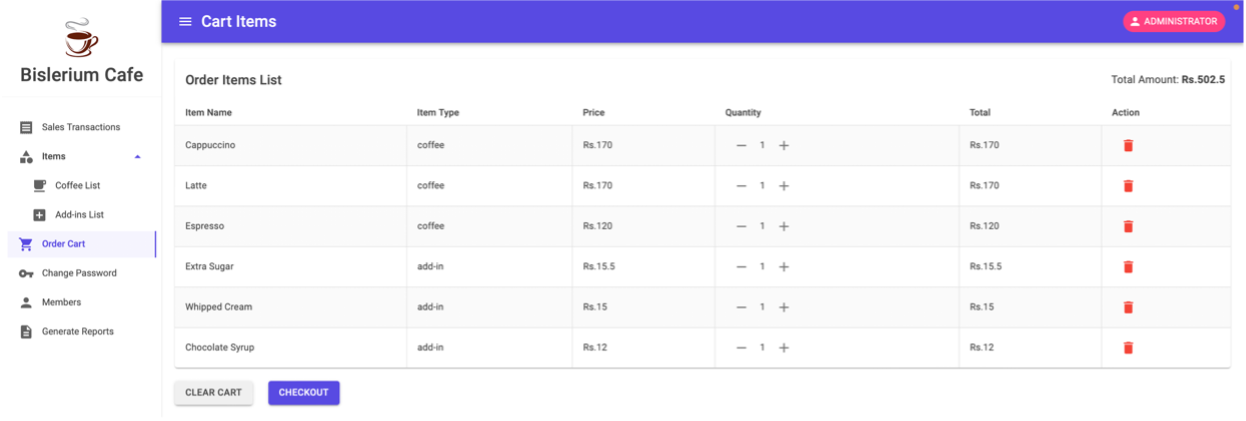 Bislerium Cafe
Sales Transactions
Items
Coffee List
Add-ins List
Order Cart
Change Password
Members
Generate Reports
Cart Items
ADMINISTRATOR
Order Items List
Total Amount: Rs.502.5
Item Name Item Type Price Quantity Total Action
Cappuccino coffee Rs.170 — 1 + Rs.170
Latte coffee Rs.170 — 1 + Rs.170
Espresso coffee Rs.120 — 1 + Rs.120
Extra Sugar add-in Rs.15.5 — 1 + Rs.15.5
Whipped Cream add-in Rs.15 — 1 + Rs.15
Chocolate Syrup add-in Rs.12 — 1 + Rs.12
CLEAR CART
CHECKOUT